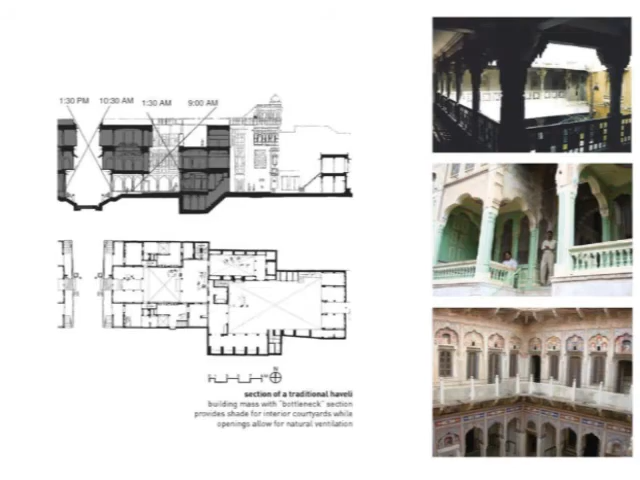 1:30 PM 10:30 AM 1:30 AM 9:00 AM
N
section of a traditional haveli
building mass with "bottleneck" section
provides shade for interior courtyards while
openings allow for natural ventilation